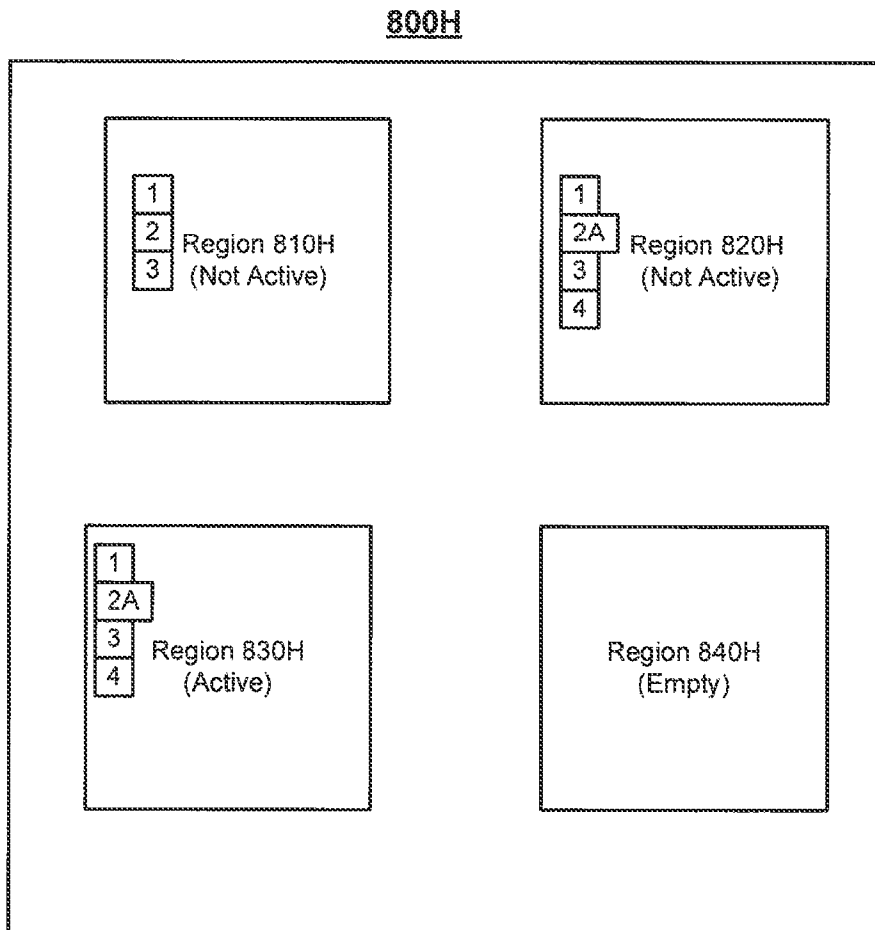 800H
1
2
3
Region 810H
(Not Active)
1
2A
3
4
Region 820H
(Not Active)
1
2A
3
4
Region 830H
(Active)
Region 840H
(Empty)